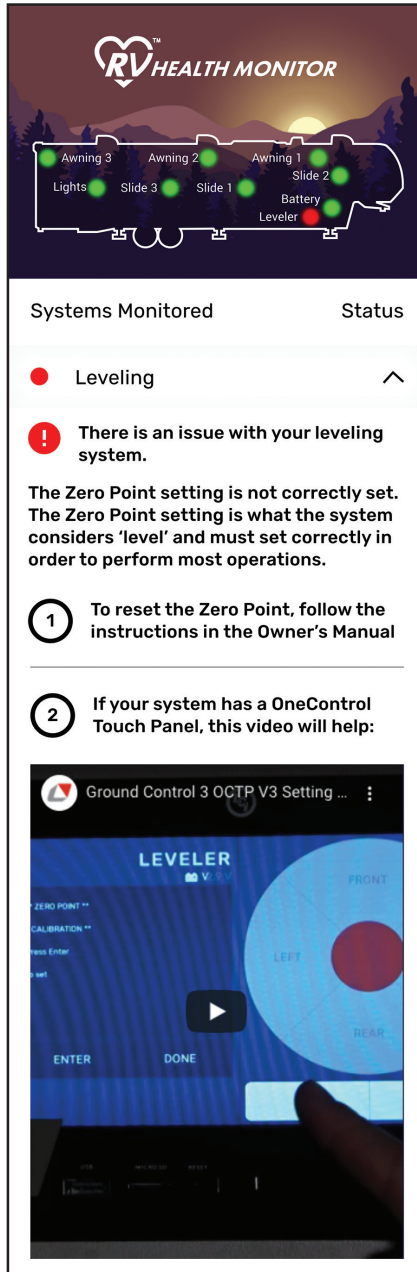 RV HEALTH MONITOR™
Awning 3 Awning 2 Awning 1
Slide 2
Lights Slide 3 Slide 1
Battery
Leveler
Systems Monitored Status
Leveling
! There is an issue with your leveling
system.
The Zero Point setting is not correctly set.
The Zero Point setting is what the system
considers ‘level’ and must set correctly in
order to perform most operations.
1 To reset the Zero Point, follow the
instructions in the Owner’s Manual
2 If your system has a OneControl
Touch Panel, this video will help:
Ground Control 3 OCTP V3 Setting ...
LEVELER
* ZERO POINT **
CALIBRATION **
ress Enter
o set
ENTER DONE
FRONT
LEFT
REAR